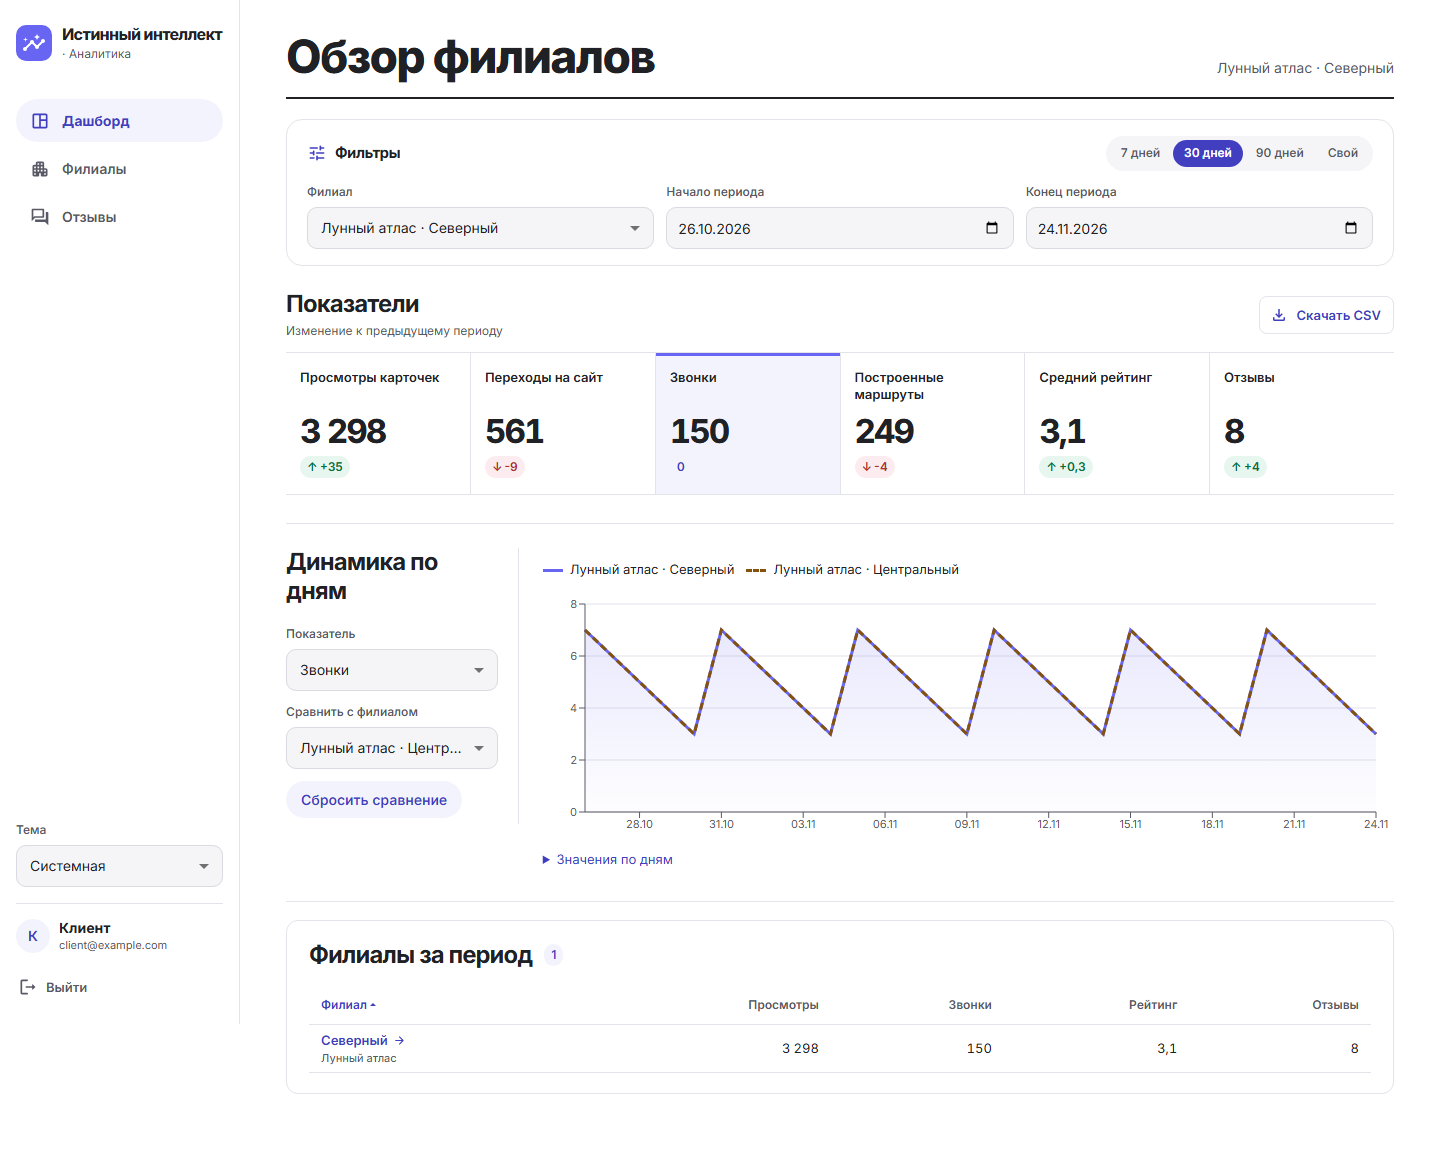 Истинный интеллект
· Аналитика
Дашборд
Филиалы
Отзывы
Тема
Системная
К
Клиент
client@example.com
Выйти
Обзор филиалов
Лунный атлас · Северный
Фильтры
7 дней
30 дней
90 дней
Свой
Филиал
Начало периода
Конец периода
Лунный атлас · Северный
26.10.2026
24.11.2026
Показатели
Изменение к предыдущему периоду
Скачать CSV
Просмотры карточек
3 298
↑ +35
Переходы на сайт
561
↓ -9
Звонки
150
0
Построенные
маршруты
249
↓ -4
Средний рейтинг
3,1
↑ +0,3
Отзывы
8
↑ +4
Динамика по
дням
Показатель
Звонки
Сравнить с филиалом
Лунный атлас · Центр...
Сбросить сравнение
Лунный атлас · Северный
Лунный атлас · Центральный
8
6
4
2
0
28.10 31.10 03.11 06.11 09.11 12.11 15.11 18.11 21.11 24.11
Значения по дням
Филиалы за период 1
Филиал Просмотры Звонки Рейтинг Отзывы
Северный → 3 298 150 3,1 8
Лунный атлас